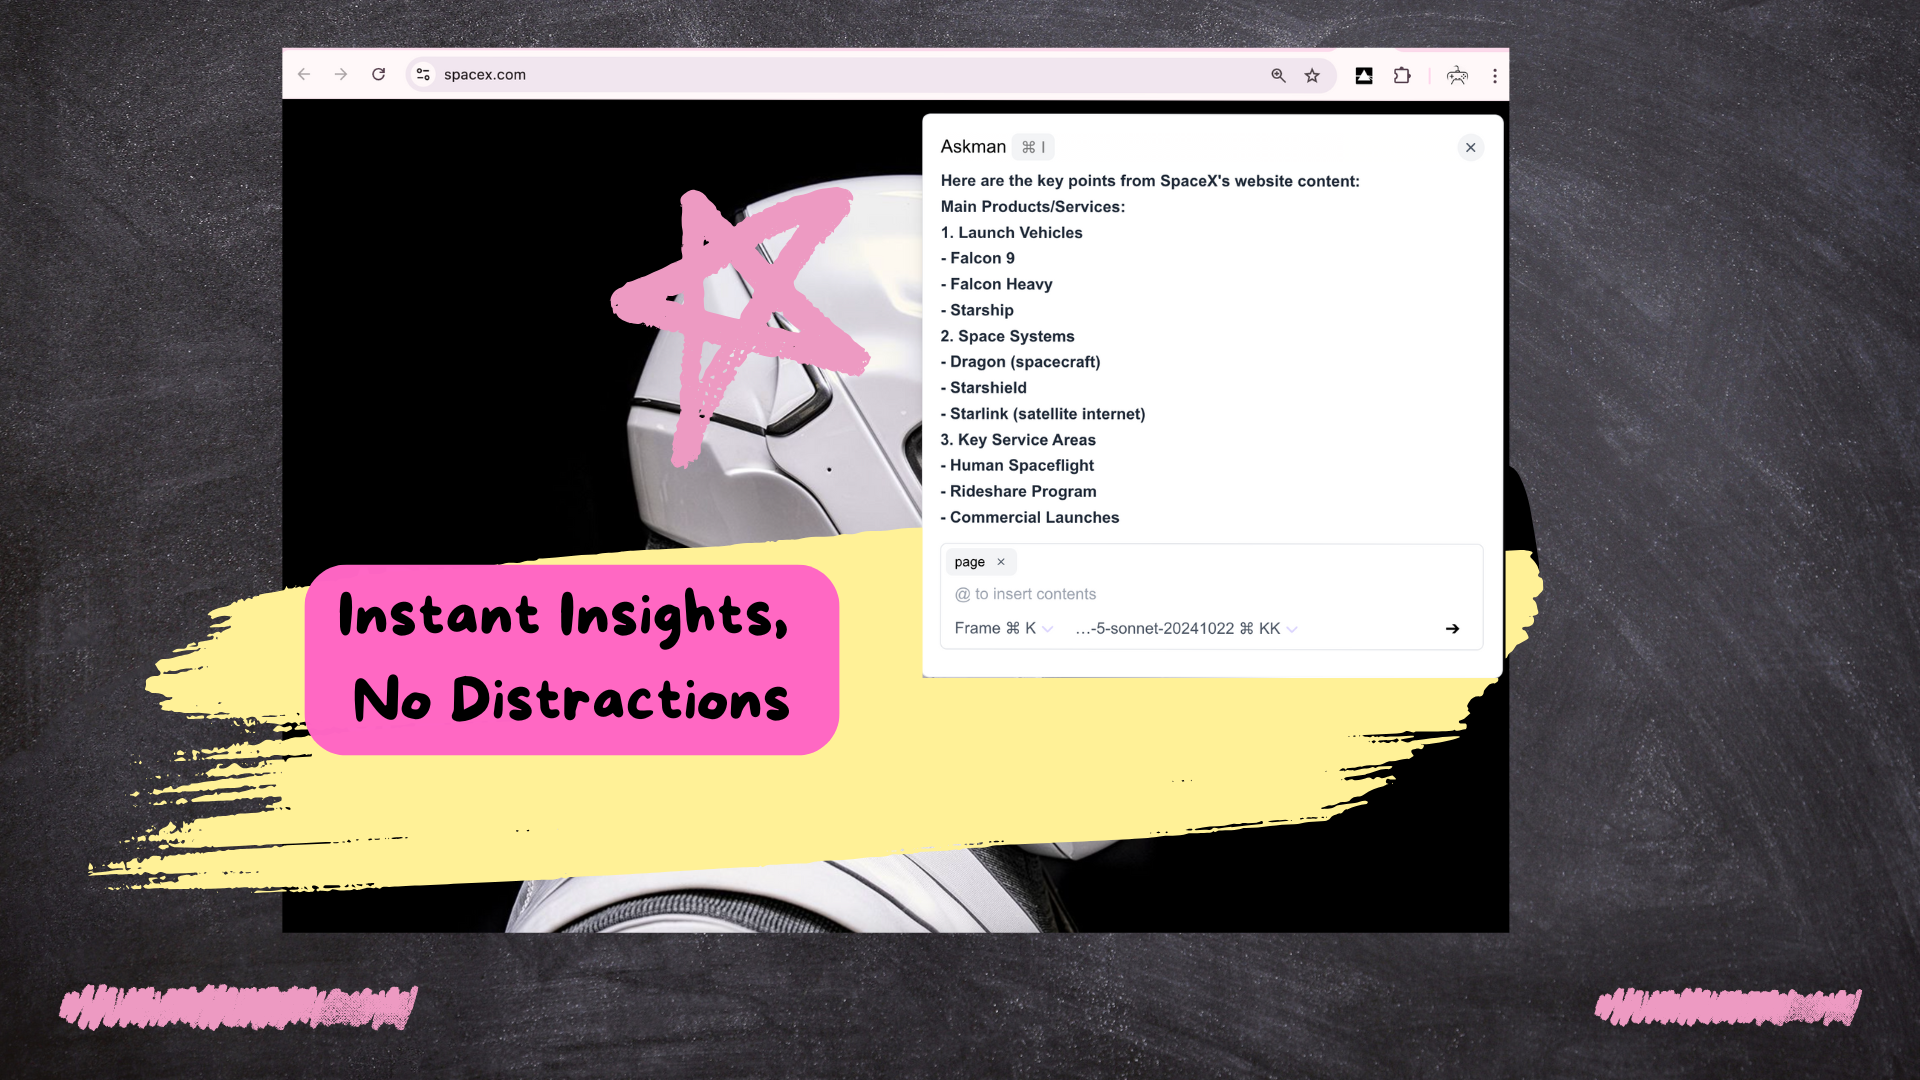 spacex.com
Askman ⌘ I
Here are the key points from SpaceX's website content:
Main Products/Services:
1. Launch Vehicles
- Falcon 9
- Falcon Heavy
- Starship
2. Space Systems
- Dragon (spacecraft)
- Starshield
- Starlink (satellite internet)
3. Key Service Areas
- Human Spaceflight
- Rideshare Program
- Commercial Launches
page ×
@ to insert contents
Frame ⌘ K ...-5-sonnet-20241022 ⌘ KK
Instant Insights,
No Distractions